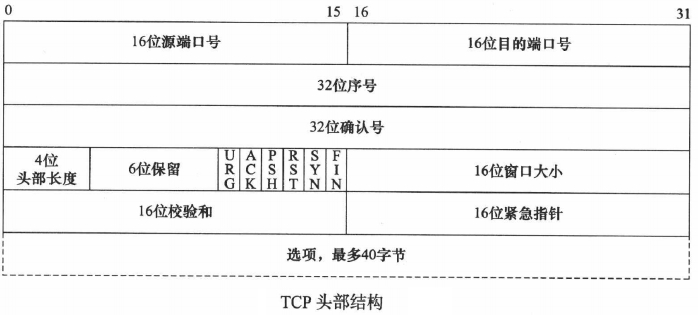 0 15 16 31
16位源端口号 16位目的端口号
32位序号
32位确认号
4位
头部长度
6位保留
URG ACK PSH RST SYN FIN
16位窗口大小
16位校验和 16位紧急指针
选项，最多40字节
TCP 头部结构